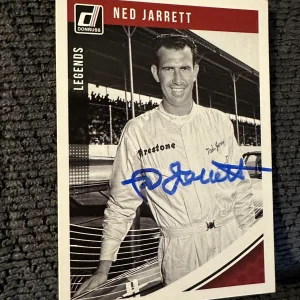 DONRUSS
NED JARRETT
LEGENDS
Firestone
Ned Jarrett